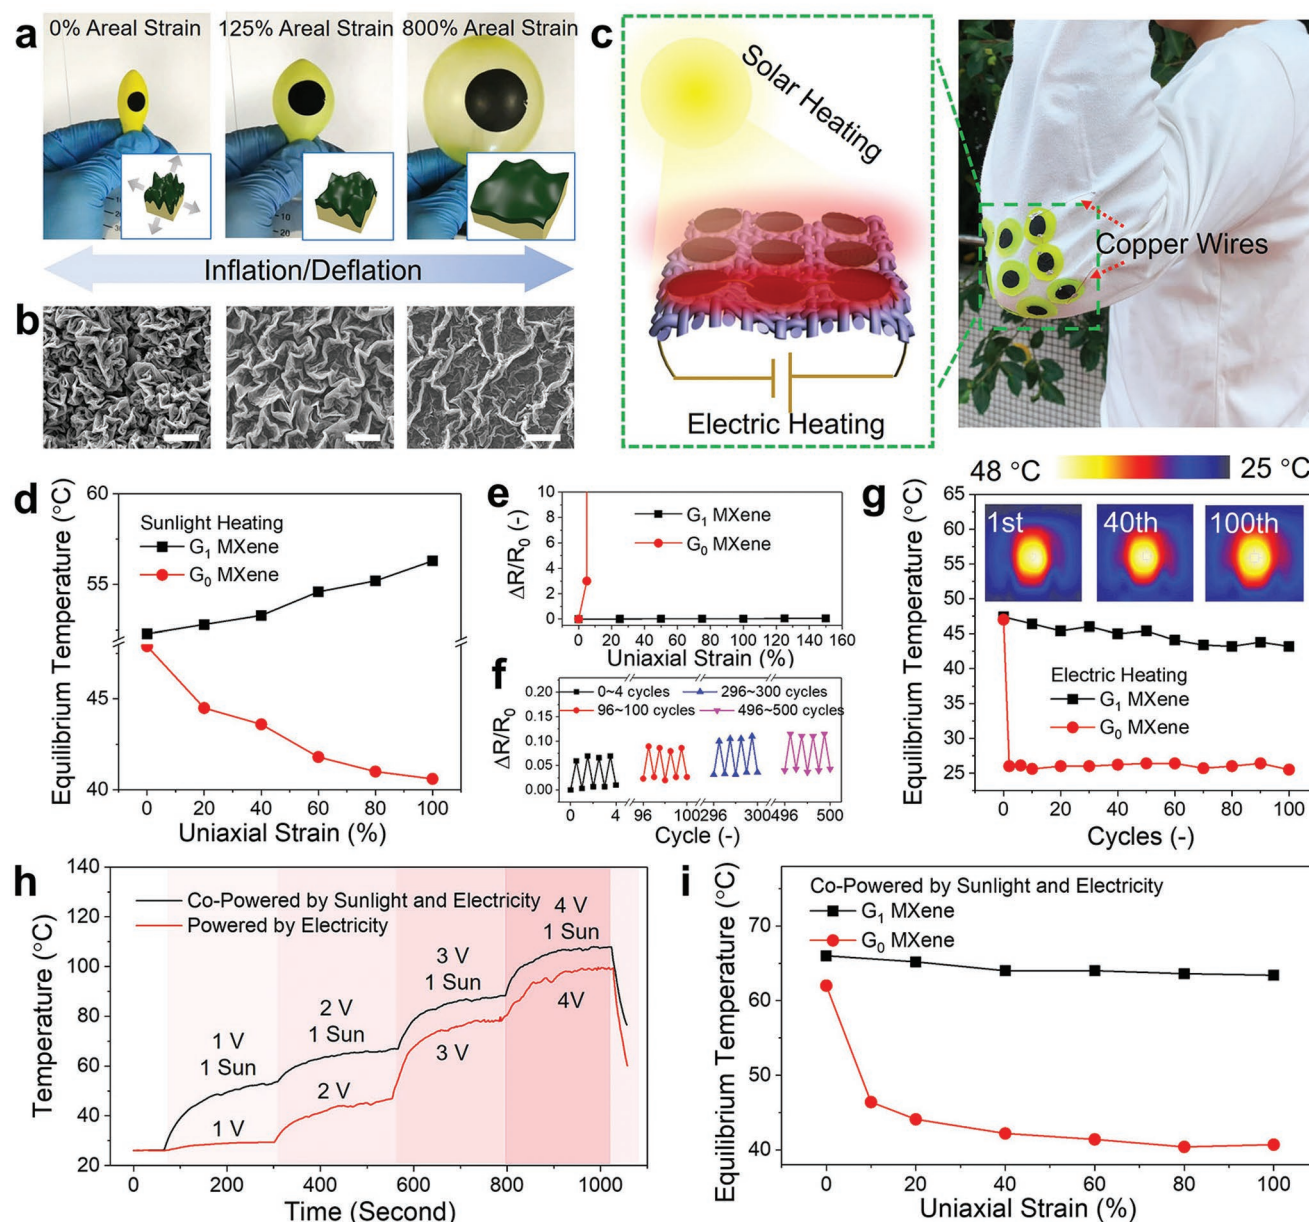 a
0% Areal Strain
125% Areal Strain
800% Areal Strain
Inflation/Deflation
b
c
Solar Heating
Electric Heating
Copper Wires
d
Equilibrium Temperature (°C)
60
55
45
40
Sunlight Heating
G1 MXene
G0 MXene
0 20 40 60 80 100
Uniaxial Strain (%)
e
ΔR/R0 (-)
10
8
6
4
2
0
G1 MXene
G0 MXene
0 20 40 60 80 100 120 140 160
Uniaxial Strain (%)
f
ΔR/R0
0.20
0.15
0.10
0.05
0.00
0~4 cycles
296~300 cycles
96~100 cycles
496~500 cycles
0 4 96 100 296 300 496 500
Cycle (-)
48 °C
25 °C
g
Equilibrium Temperature (°C)
65
60
55
50
45
40
35
30
25
1st
40th
100th
Electric Heating
G1 MXene
G0 MXene
0 20 40 60 80 100
Cycles (-)
h
Temperature (°C)
140
120
100
80
60
40
20
Co-Powered by Sunlight and Electricity
Powered by Electricity
1 V
1 Sun
2 V
1 Sun
3 V
1 Sun
4 V
1 Sun
1 V
2 V
3 V
4V
0 200 400 600 800 1000
Time (Second)
i
Equilibrium Temperature (°C)
70
60
50
40
Co-Powered by Sunlight and Electricity
G1 MXene
G0 MXene
0 20 40 60 80 100
Uniaxial Strain (%)